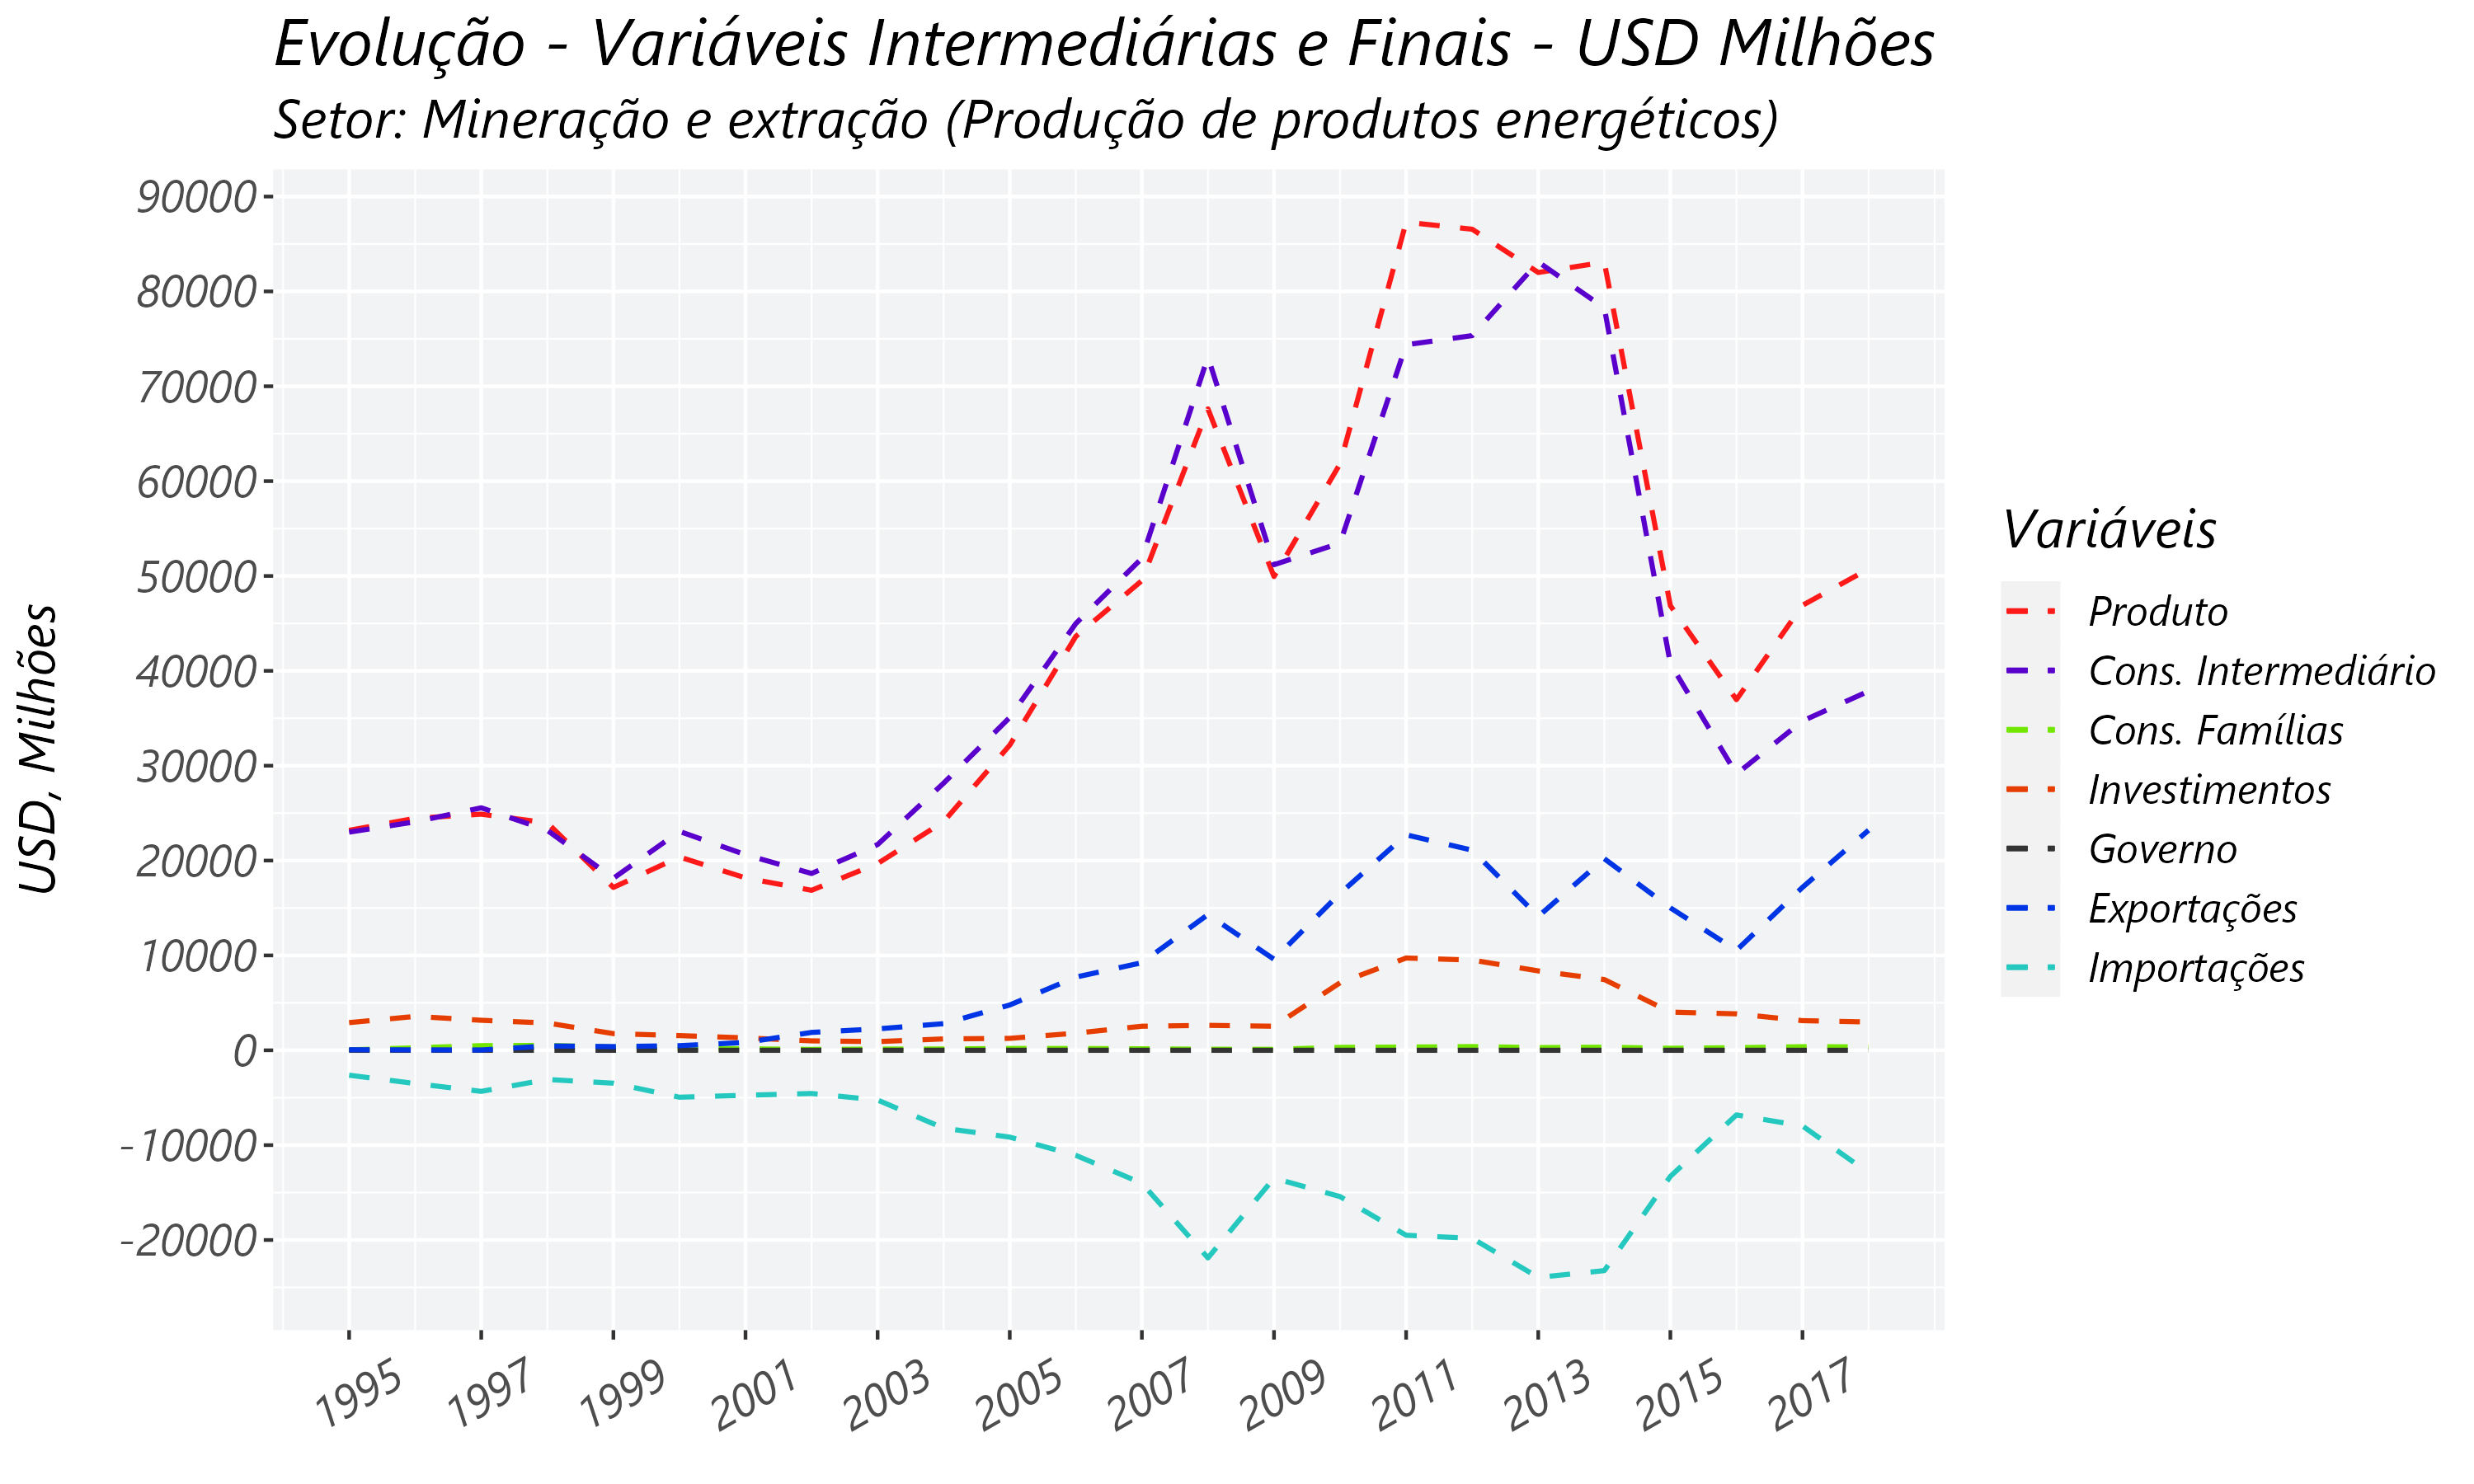 Evolução - Variáveis Intermediárias e Finais - USD Milhões
Setor: Mineração e extração (Produção de produtos energéticos)
USD, Milhões
90000
80000
70000
60000
50000
40000
30000
20000
10000
0
-10000
-20000
1995
1997
1999
2001
2003
2005
2007
2009
2011
2013
2015
2017
Variáveis
Produto
Cons. Intermediário
Cons. Famílias
Investimentos
Governo
Exportações
Importações